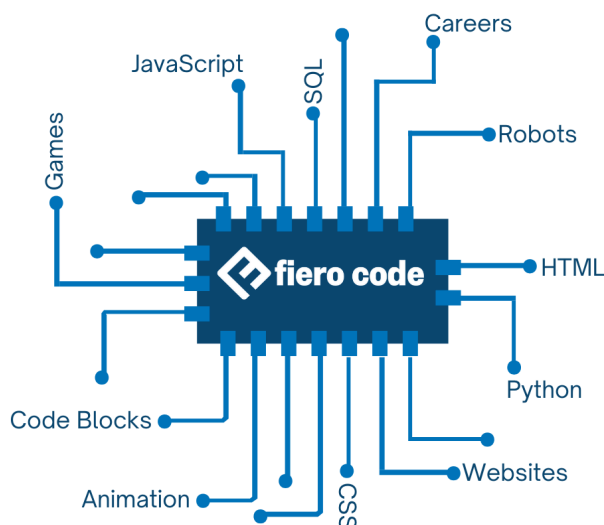 Careers
JavaScript
SQL
Robots
Games
fiero code
HTML
Python
Code Blocks
Websites
Animation
CSS